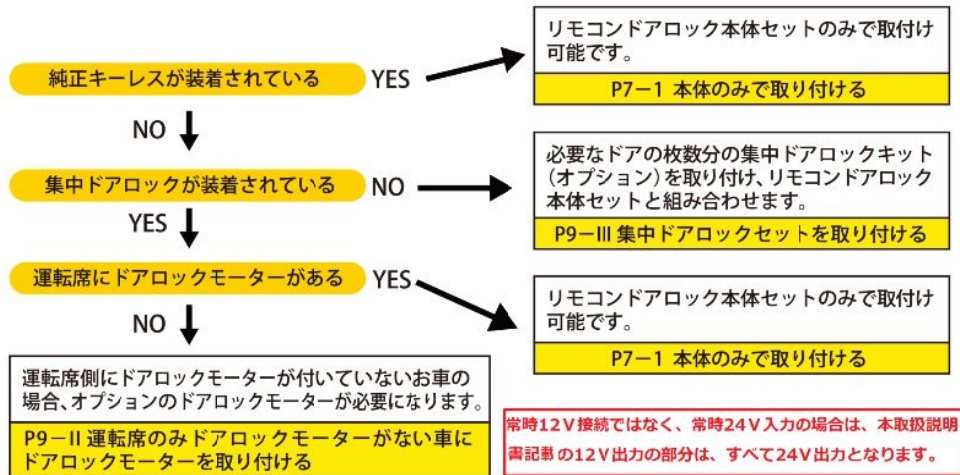 純正キーレスが装着されている
YES
リモコンドアロック本体セットのみで取付け
可能です。
P7−1 本体のみで取り付ける
NO
集中ドアロックが装着されている
NO
必要なドアの枚数分の集中ドアロックキット
(オプション)を取り付け、リモコンドアロック
本体セットと組み合わせます。
P9−III 集中ドアロックセットを取り付ける
YES
運転席にドアロックモーターがある
YES
リモコンドアロック本体セットのみで取付け
可能です。
P7−1 本体のみで取り付ける
NO
運転席側にドアロックモーターが付いていないお車の
場合、オプションのドアロックモーターが必要になります。
P9−II 運転席のみドアロックモーターがない車に
ドアロックモーターを取り付ける
常時12V接続ではなく、常時24V入力の場合は、本取扱説明
書記載の12V出力の部分は、すべて24V出力となります。